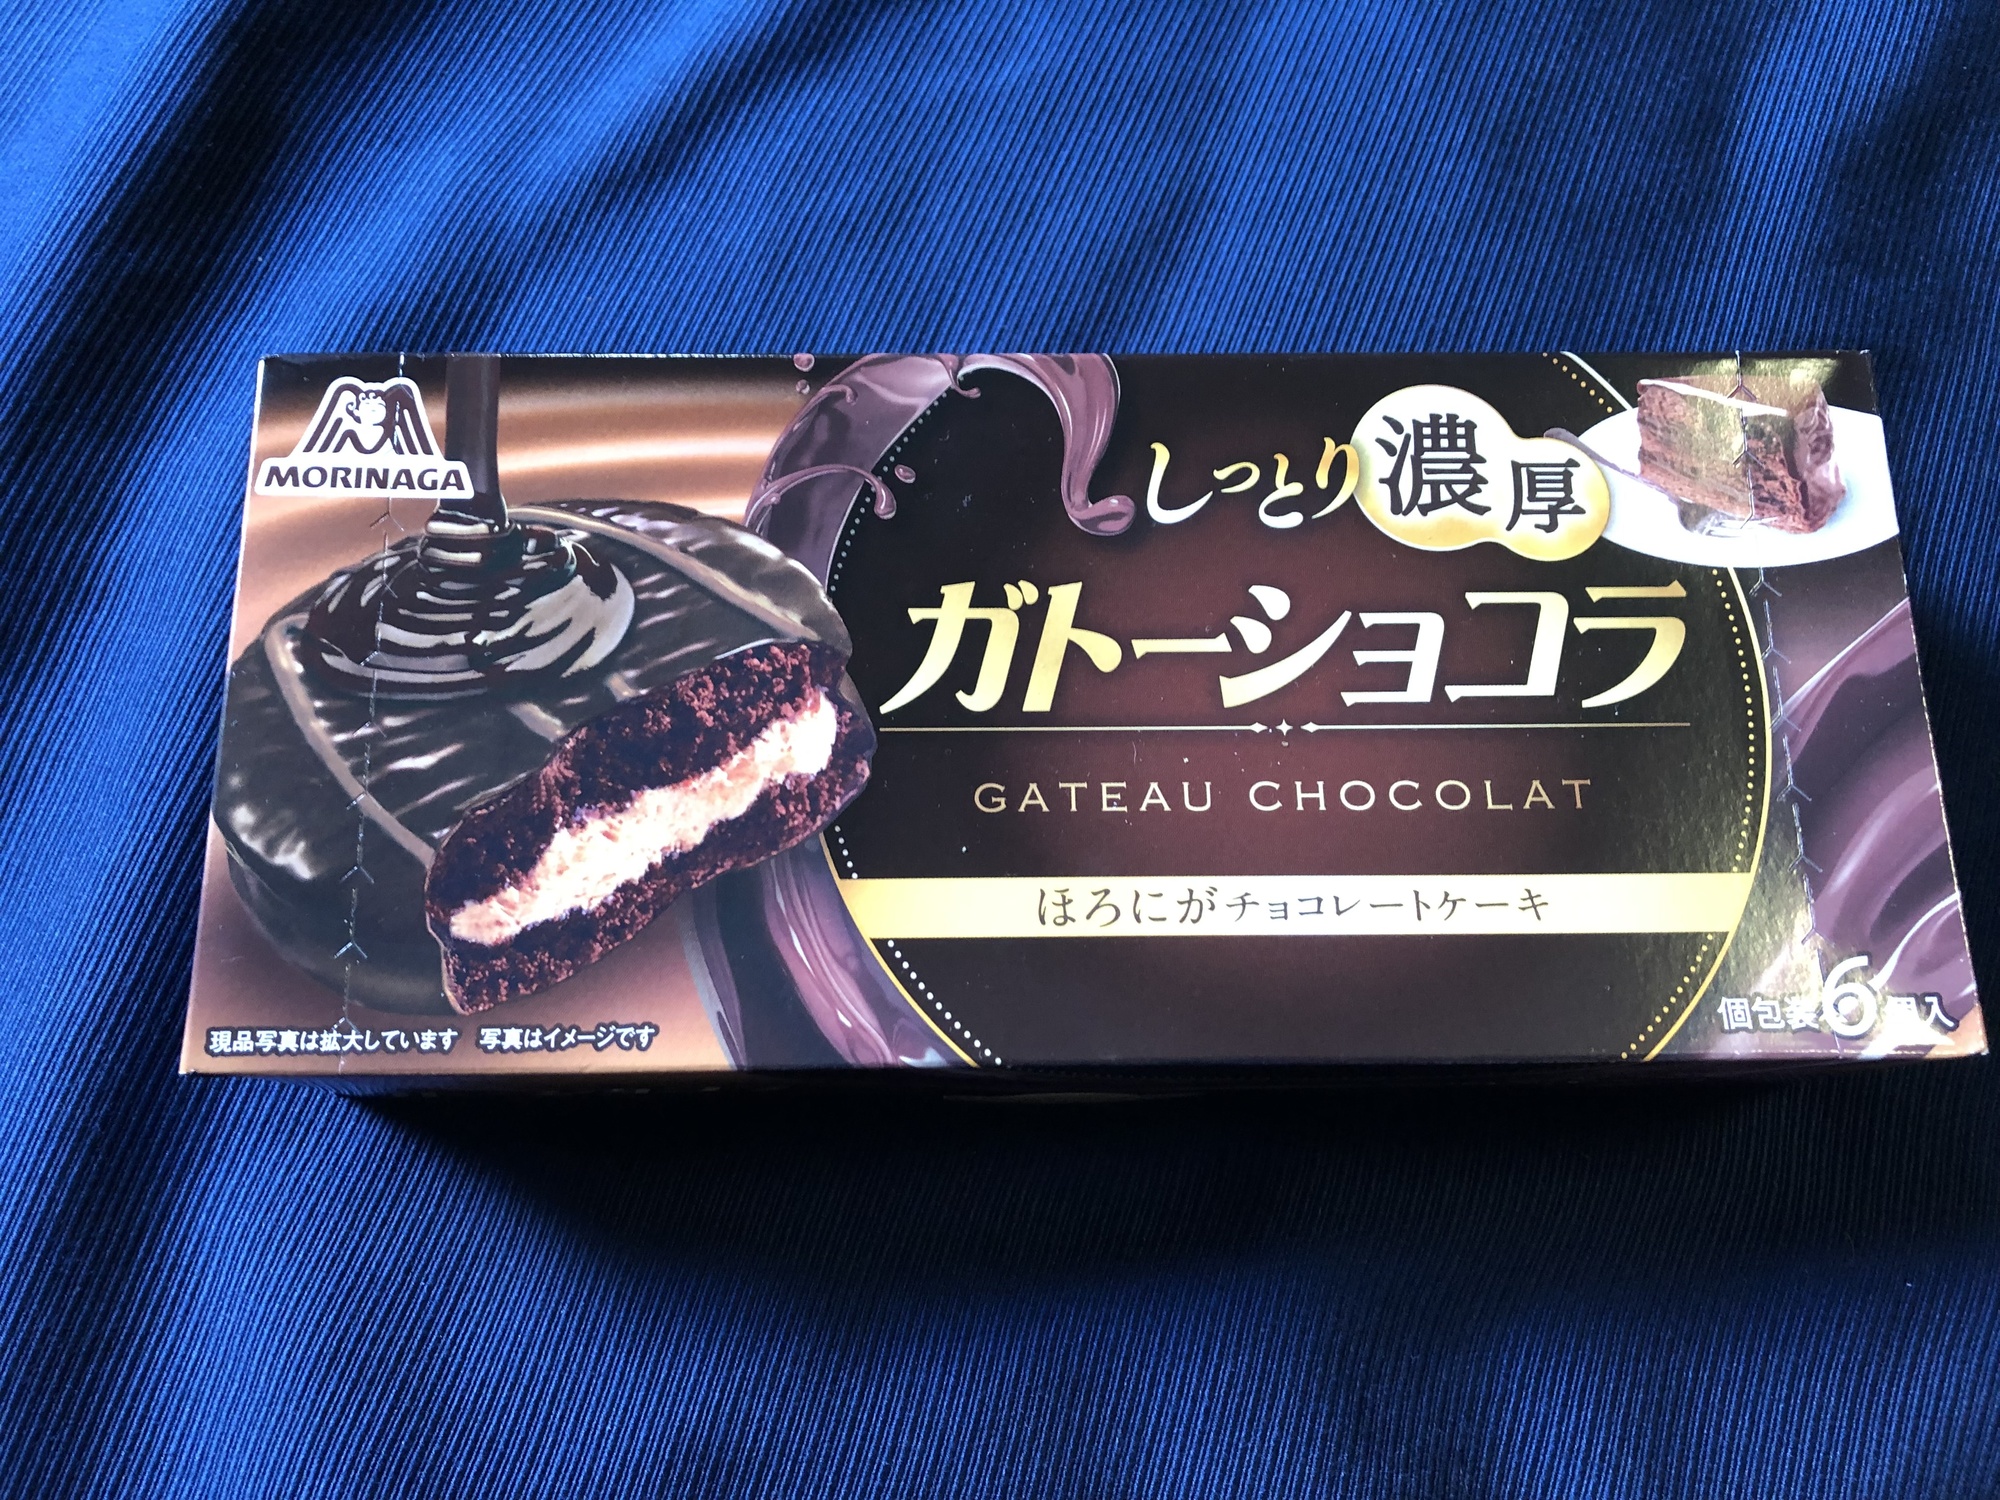 MORINAGA
しっとり濃厚
ガトーショコラ
GATEAU CHOCOLAT
ほろにがチョコレートケーキ
現品写真は拡大しています 写真はイメージです
個包装6個入